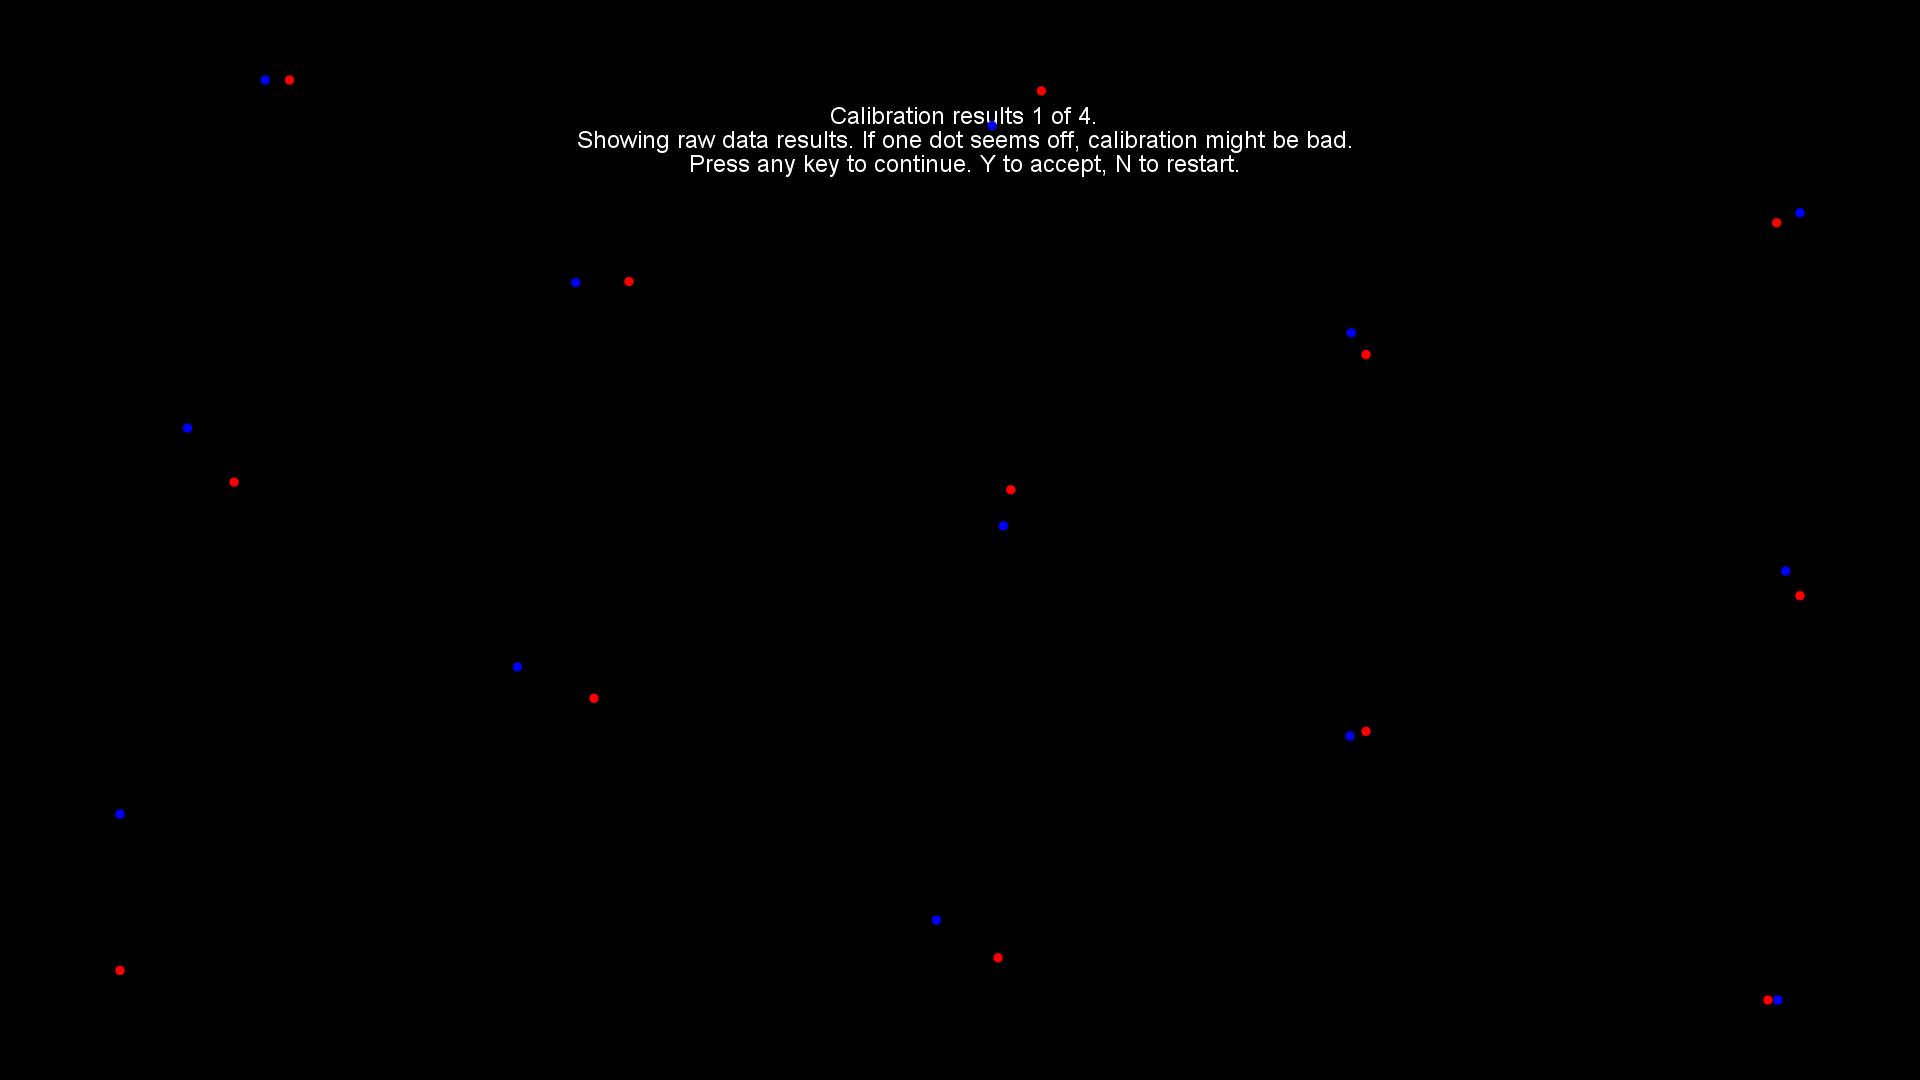 Calibration results 1 of 4.
Showing raw data results. If one dot seems off, calibration might be bad.
Press any key to continue. Y to accept, N to restart.